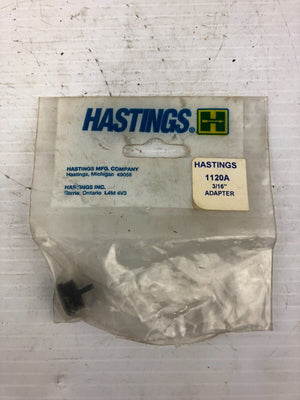 HASTINGS® H
HASTINGS MFG. COMPANY
Hastings, Michigan 49058
HASTINGS INC.
Barrie, Ontario L4M 4V3
HASTINGS
1120A
3/16"
ADAPTER